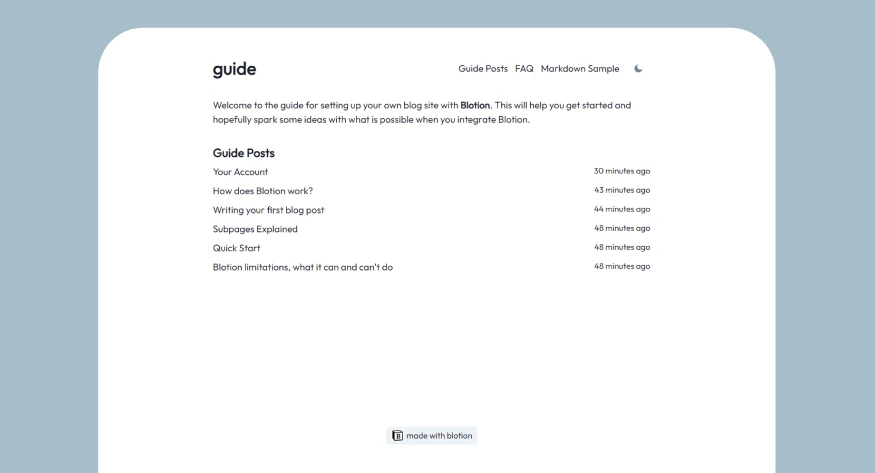 guide
Guide Posts FAQ Markdown Sample
Welcome to the guide for setting up your own blog site with Blotion. This will help you get started and
hopefully spark some ideas with what is possible when you integrate Blotion.
Guide Posts
Your Account 30 minutes ago
How does Blotion work? 43 minutes ago
Writing your first blog post 44 minutes ago
Subpages Explained 48 minutes ago
Quick Start 48 minutes ago
Blotion limitations, what it can and can't do 48 minutes ago
B made with blotion